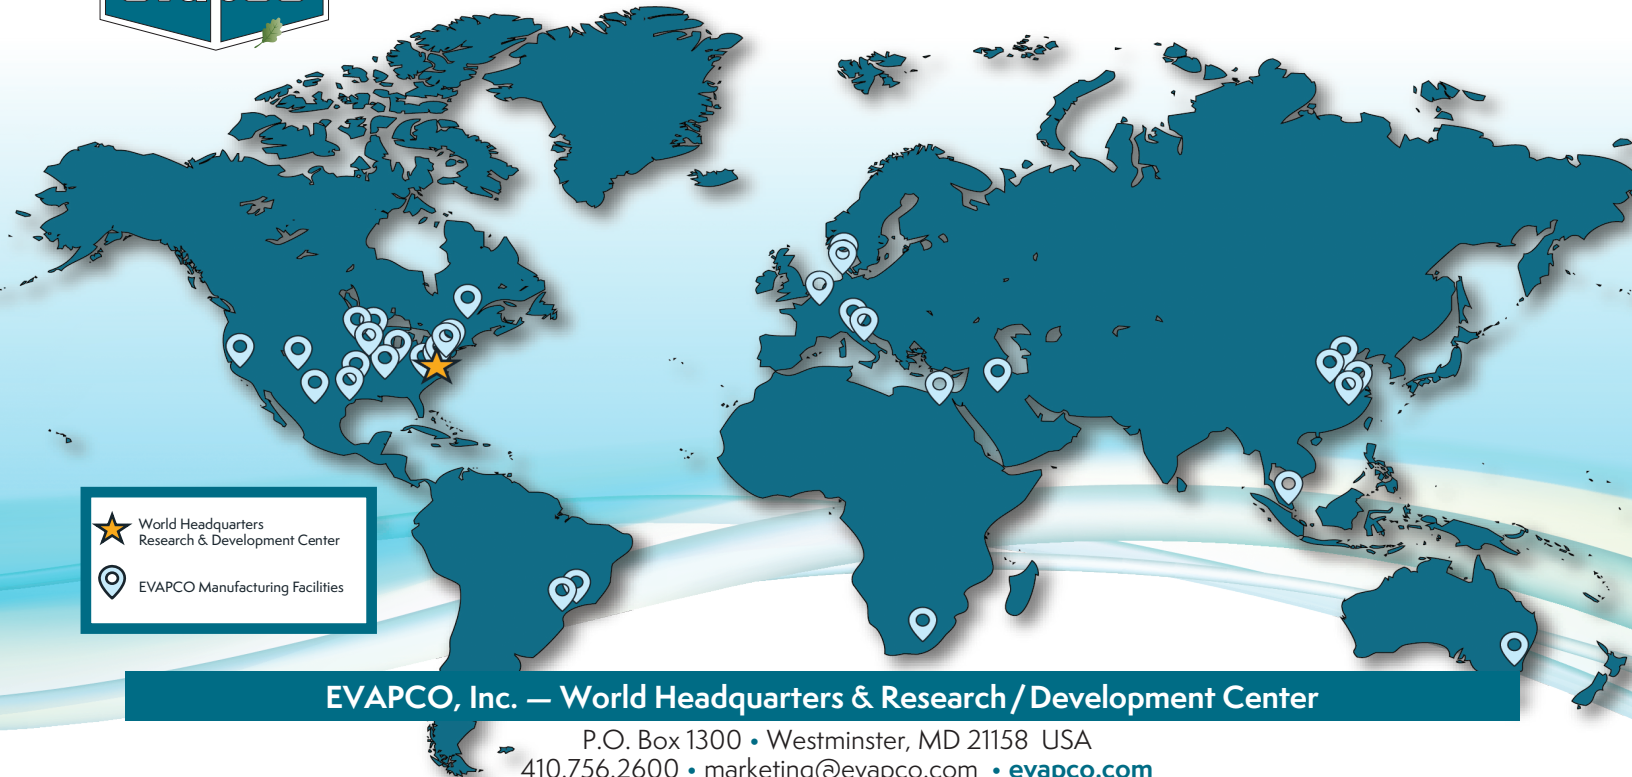 World Headquarters
Research & Development Center
EVAPCO Manufacturing Facilities
EVAPCO, Inc. — World Headquarters & Research / Development Center
P.O. Box 1300 • Westminster, MD 21158 USA
410.756.2600 • marketing@evapco.com • evapco.com